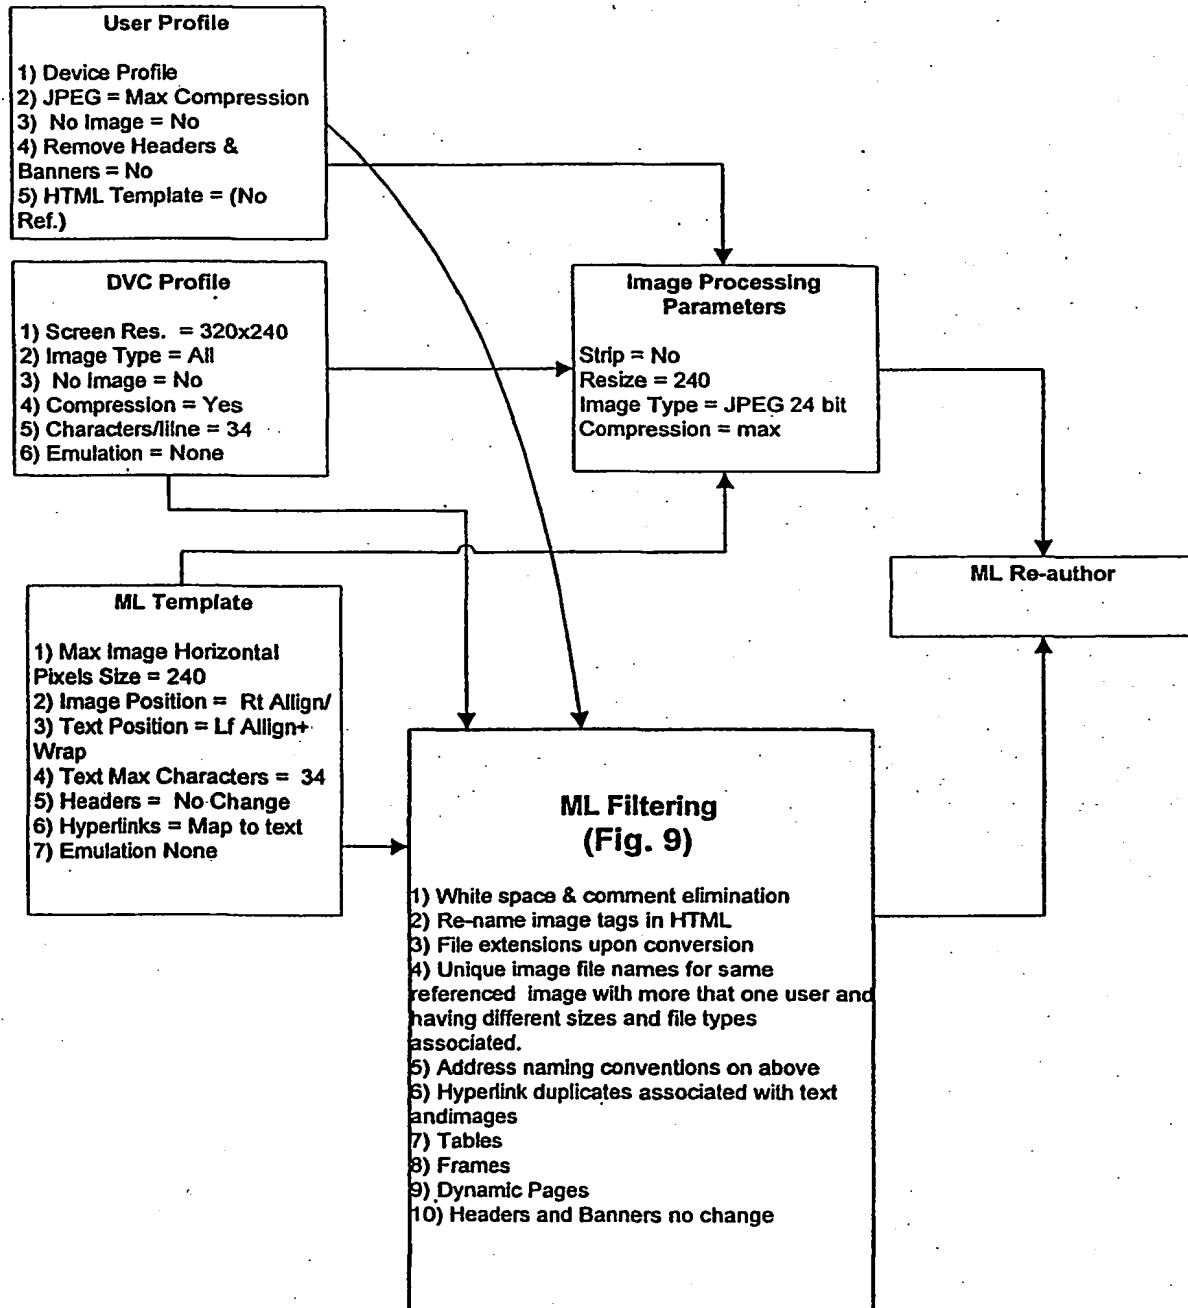 User Profile
1) Device Profile
2) JPEG = Max Compression
3) No Image = No
4) Remove Headers &
Banners = No
5) HTML Template = (No
Ref.)
DVC Profile
1) Screen Res. = 320x240
2) Image Type = All
3) No Image = No
4) Compression = Yes
5) Characters/liine = 34
6) Emulation = None
Image Processing
Parameters
Strip = No
Resize = 240
Image Type = JPEG 24 bit
Compression = max
ML Re-author
ML Template
1) Max Image Horizontal
Pixels Size = 240
2) Image Position = Rt Allign/
3) Text Position = Lf Allign+
Wrap
4) Text Max Characters = 34
5) Headers = No Change
6) Hyperlinks = Map to text
7) Emulation None
ML Filtering
(Fig. 9)
1) White space & comment elimination
2) Re-name image tags in HTML
3) File extensions upon conversion
4) Unique image file names for same
referenced image with more that one user and
having different sizes and file types
associated.
5) Address naming conventions on above
6) Hyperlink duplicates associated with text
andimages
7) Tables
8) Frames
9) Dynamic Pages
10) Headers and Banners no change